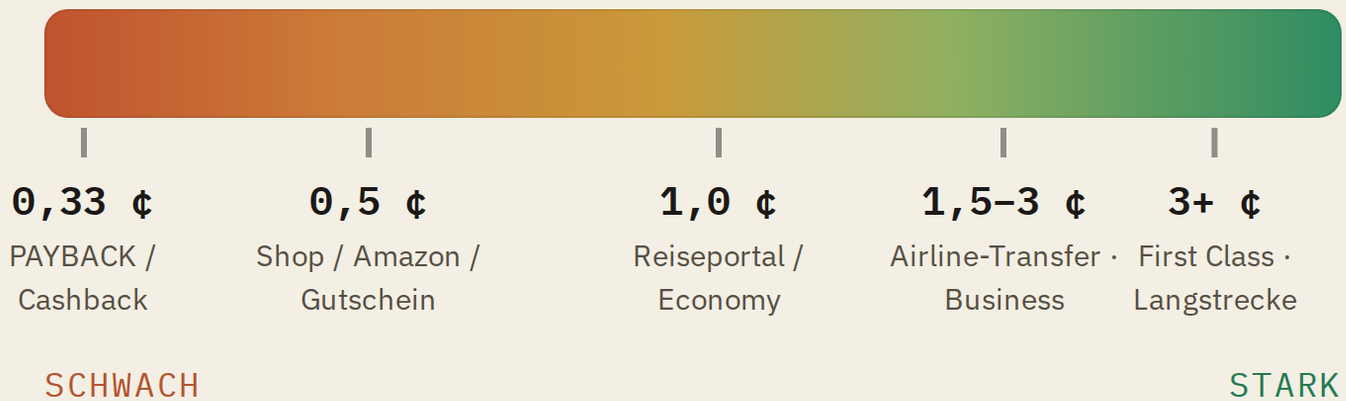 0,33 ¢
0,5 ¢
1,0 ¢
1,5–3 ¢
3+ ¢
PAYBACK /
Cashback
Shop / Amazon /
Gutschein
Reiseportal /
Economy
Airline-Transfer ·
Business
First Class ·
Langstrecke
SCHWACH
STARK